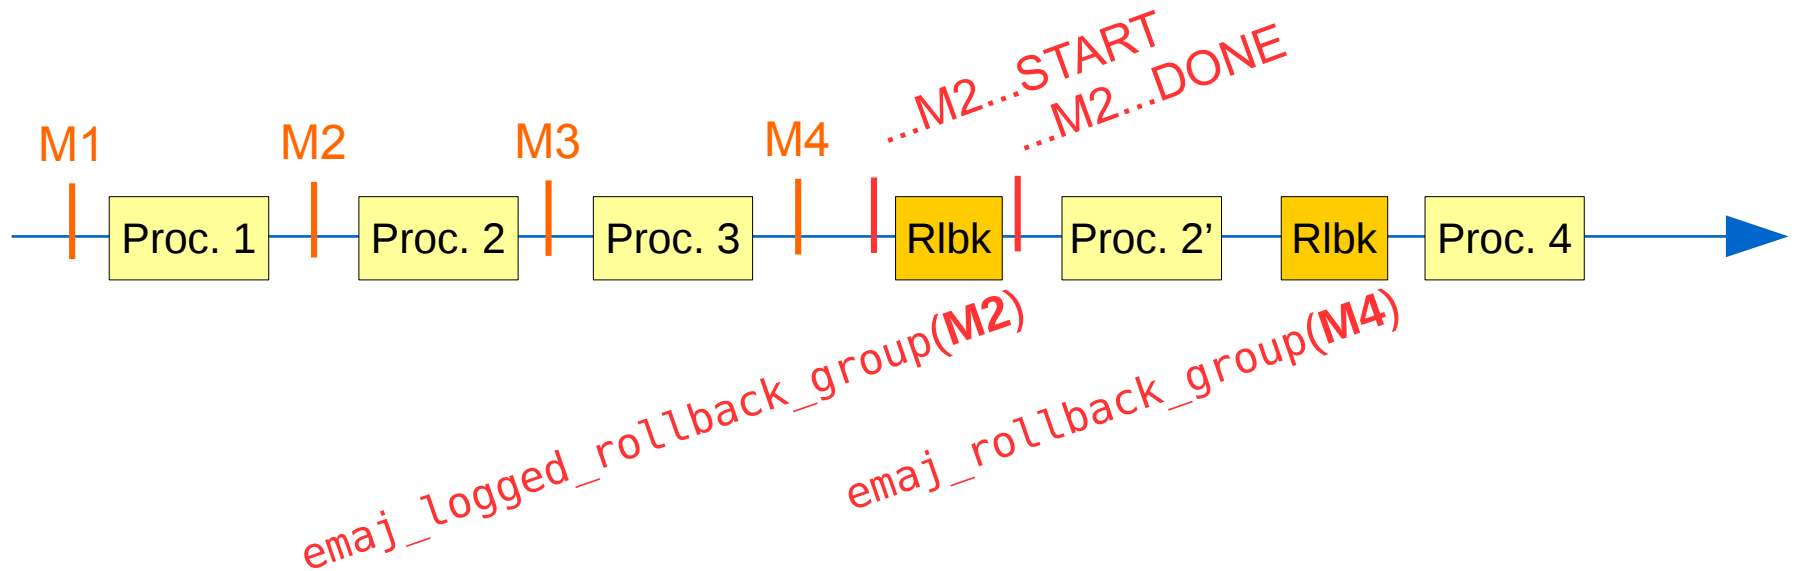 ...M2...START
...M2...DONE
M1
M2
M3
M4
Proc. 1
Proc. 2
Proc. 3
Rlbk
Proc. 2’
Rlbk
Proc. 4
emaj_logged_rollback_group(M2)
emaj_rollback_group(M4)